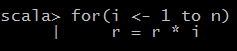 scala> for(i <- 1 to n)
     |     r = r * i